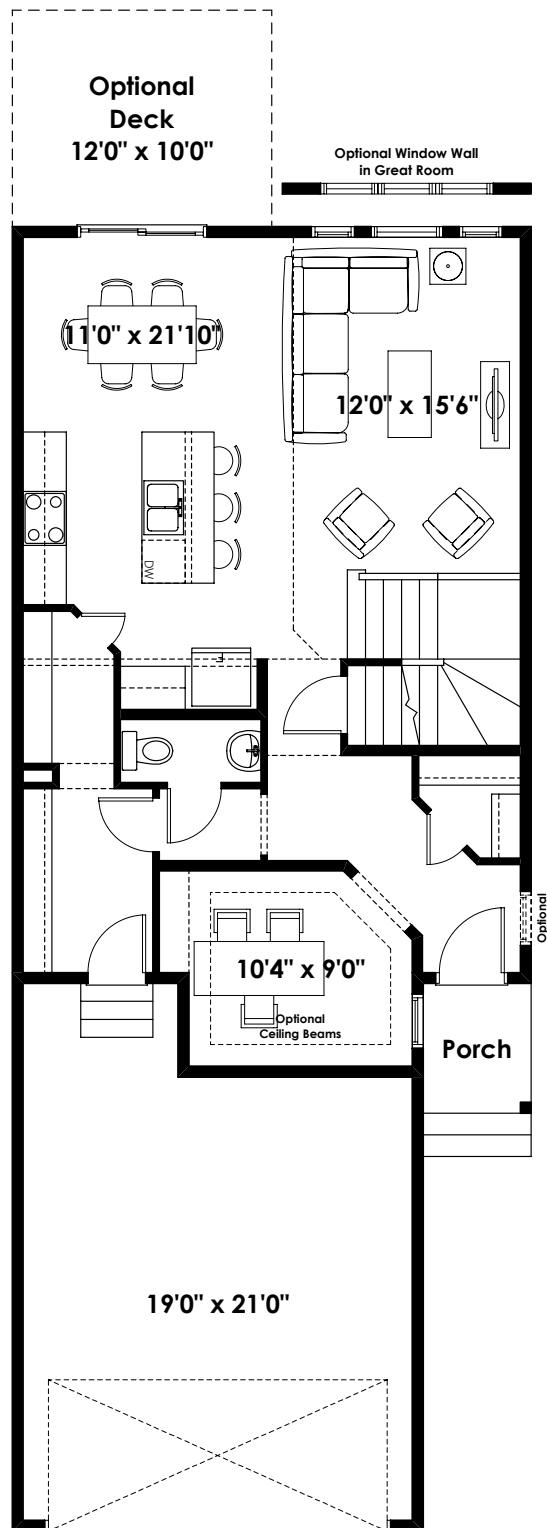 Optional
Deck
12'0" x 10'0"
Optional Window Wall
in Great Room
11'0" x 21'10"
12'0" x 15'6"
DW
Optional
10'4" x 9'0"
Optional
Ceiling Beams
Porch
19'0" x 21'0"